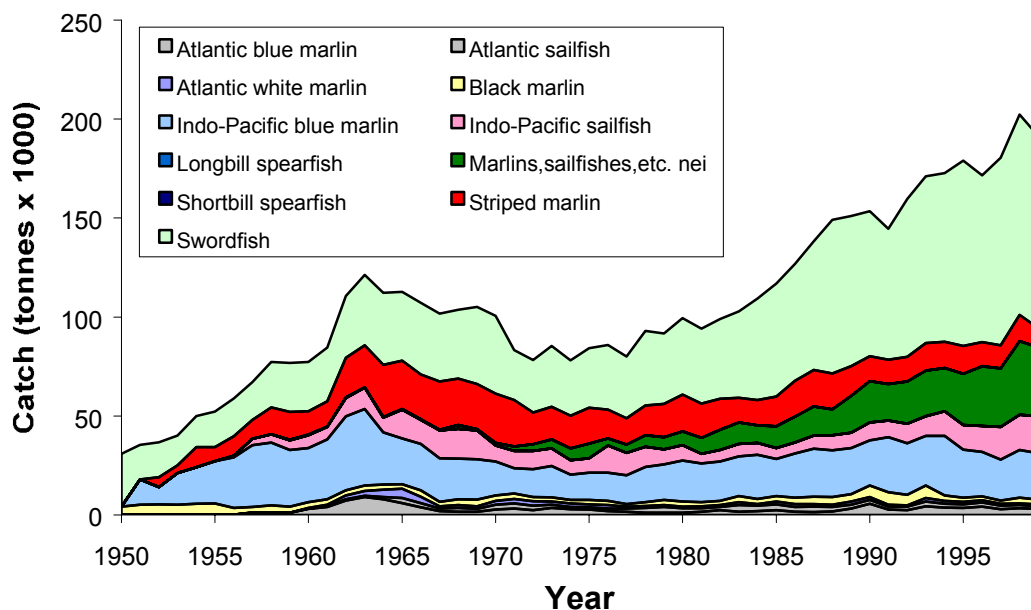 250
200
150
100
50
0
Catch (tonnes x 1000)
Atlantic blue marlin Atlantic sailfish
Atlantic white marlin Black marlin
Indo-Pacific blue marlin Indo-Pacific sailfish
Longbill spearfish Marlins,sailfishes,etc. nei
Shortbill spearfish Striped marlin
Swordfish
1950 1955 1960 1965 1970 1975 1980 1985 1990 1995
Year